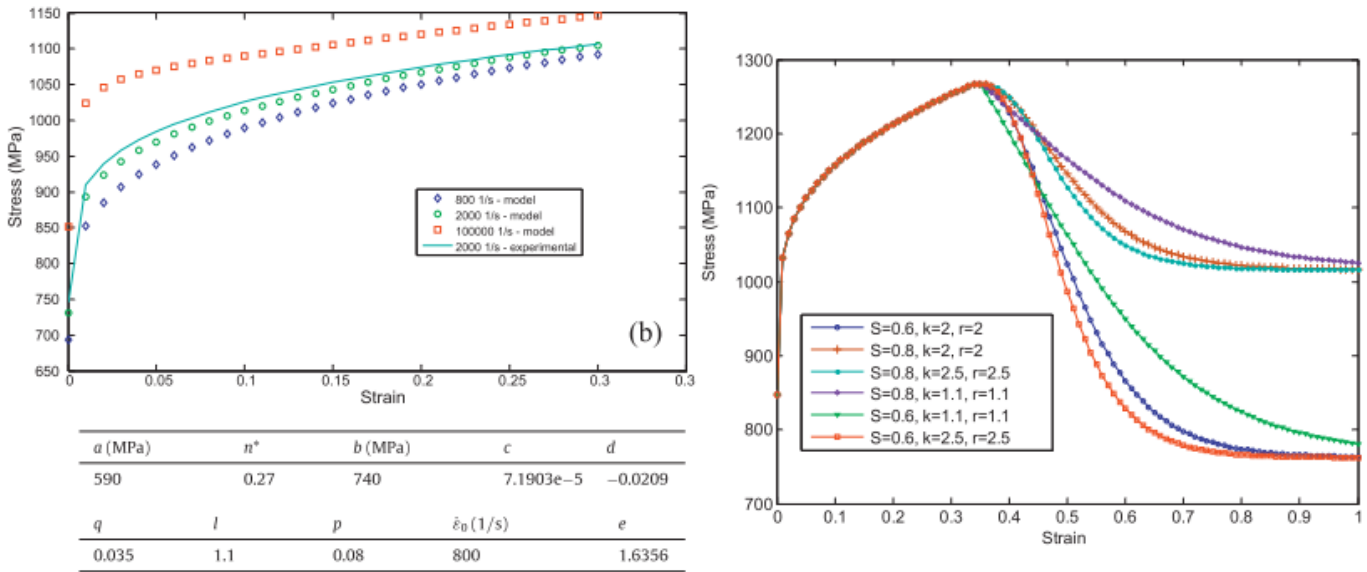 1150
1100
1050
1000
950
900
850
800
750
700
650
Stress (MPa)
0 0.05 0.1 0.15 0.2 0.25 0.3 0.3
Strain
800 1/s - model
2000 1/s - model
100000 1/s - model
2000 1/s - experimental
(b)
a (MPa) n* b (MPa) c d
590 0.27 740 7.1903e−5 −0.0209
q l p ε̇0 (1/s) e
0.035 1.1 0.08 800 1.6356
1300
1200
1100
1000
900
800
700
Stress (MPa)
0 0.1 0.2 0.3 0.4 0.5 0.6 0.7 0.8 0.9 1
Strain
S=0.6, k=2, r=2
S=0.8, k=2, r=2
S=0.8, k=2.5, r=2.5
S=0.8, k=1.1, r=1.1
S=0.6, k=1.1, r=1.1
S=0.6, k=2.5, r=2.5